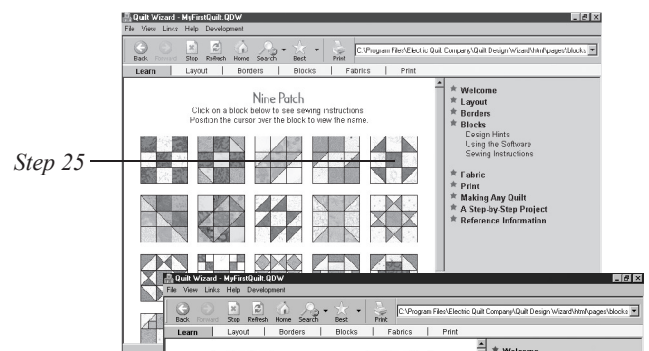 Quilt Wizard - MyFirstQuilt.QDW
File View Links Help Development
Back Forward Stop Refresh Home Search Best Print
C:\Program Files\Electric Quilt Company\Quilt Design Wizard\html\pages\blocks
Learn Layout Borders Blocks Fabrics Print
Nine Patch
Click on a block below to see sewing instructions
Position the cursor over the block to view the name.
Welcome
Layout
Borders
Blocks
Design Hints
Using the Software
Sewing Instructions
Fabric
Print
Making Any Quilt
A Step-by-Step Project
Reference Information
Step 25
Quilt Wizard - MyFirstQuilt.QDW
File View Links Help Development
Back Forward Stop Refresh Home Search Best Print
C:\Program Files\Electric Quilt Company\Quilt Design Wizard\html\pages\blocks
Learn Layout Borders Blocks Fabrics Print
Welcome